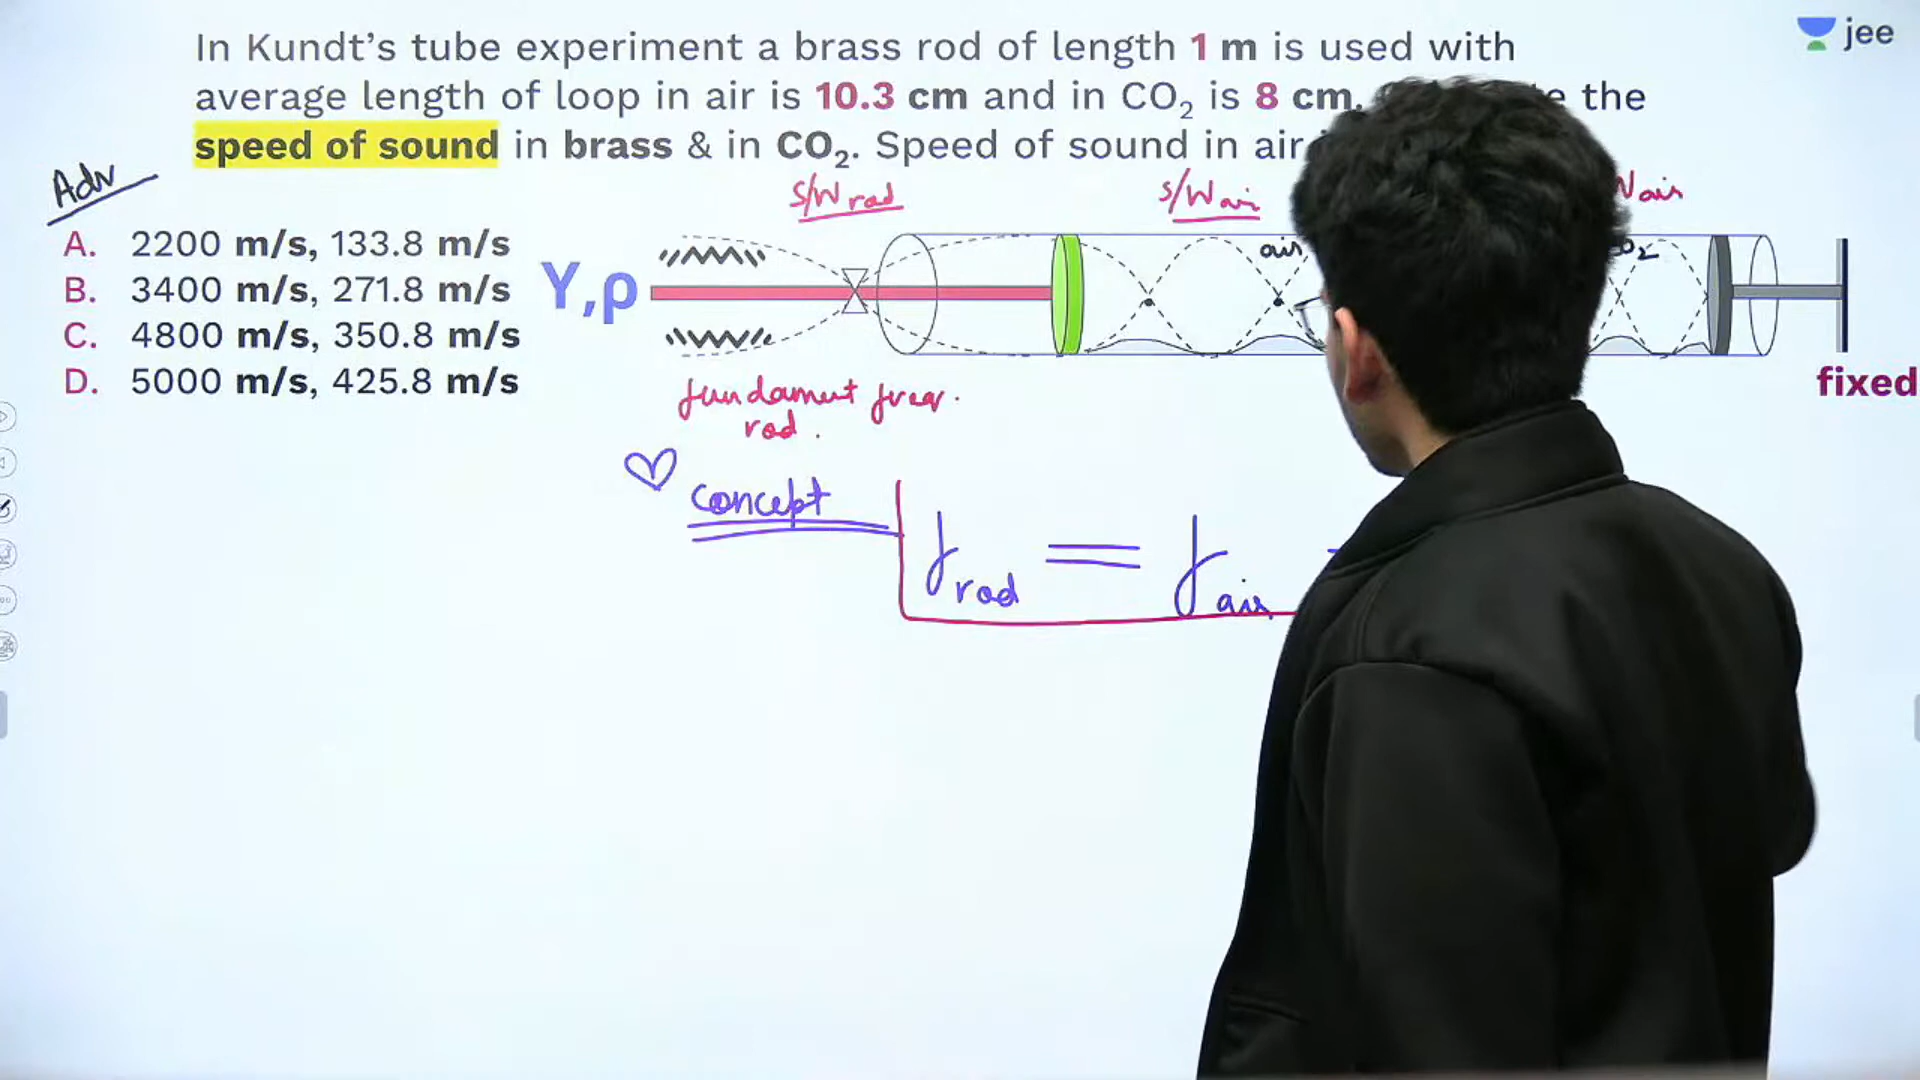 In Kundt's tube experiment a brass rod of length 1 m is used with
average length of loop in air is 10.3 cm and in CO₂ is 8 cm. the
speed of sound in brass & in CO₂. Speed of sound in air
jee
Adv
A. 2200 m/s, 133.8 m/s
B. 3400 m/s, 271.8 m/s
C. 4800 m/s, 350.8 m/s
D. 5000 m/s, 425.8 m/s
S/W rod
S/W air
air
Y,ρ
air
fixed
fundament freq.
rod.
concept
f rod = f air